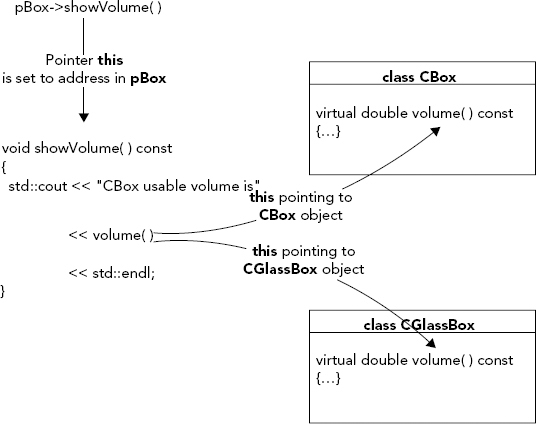 pBox->showVolume( )
Pointer this
is set to address in pBox
void showVolume( ) const
{
std::cout << "CBox usable volume is"
<< volume( )
<< std::endl;
}
this pointing to
CBox object
this pointing to
CGlassBox object
class CBox
virtual double volume( ) const
{...}
class CGlassBox
virtual double volume( ) const
{...}